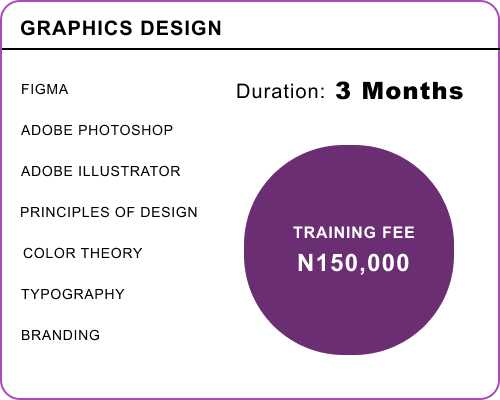 GRAPHICS DESIGN
FIGMA
ADOBE PHOTOSHOP
ADOBE ILLUSTRATOR
PRINCIPLES OF DESIGN
COLOR THEORY
TYPOGRAPHY
BRANDING
Duration: 3 Months
TRAINING FEE
N150,000